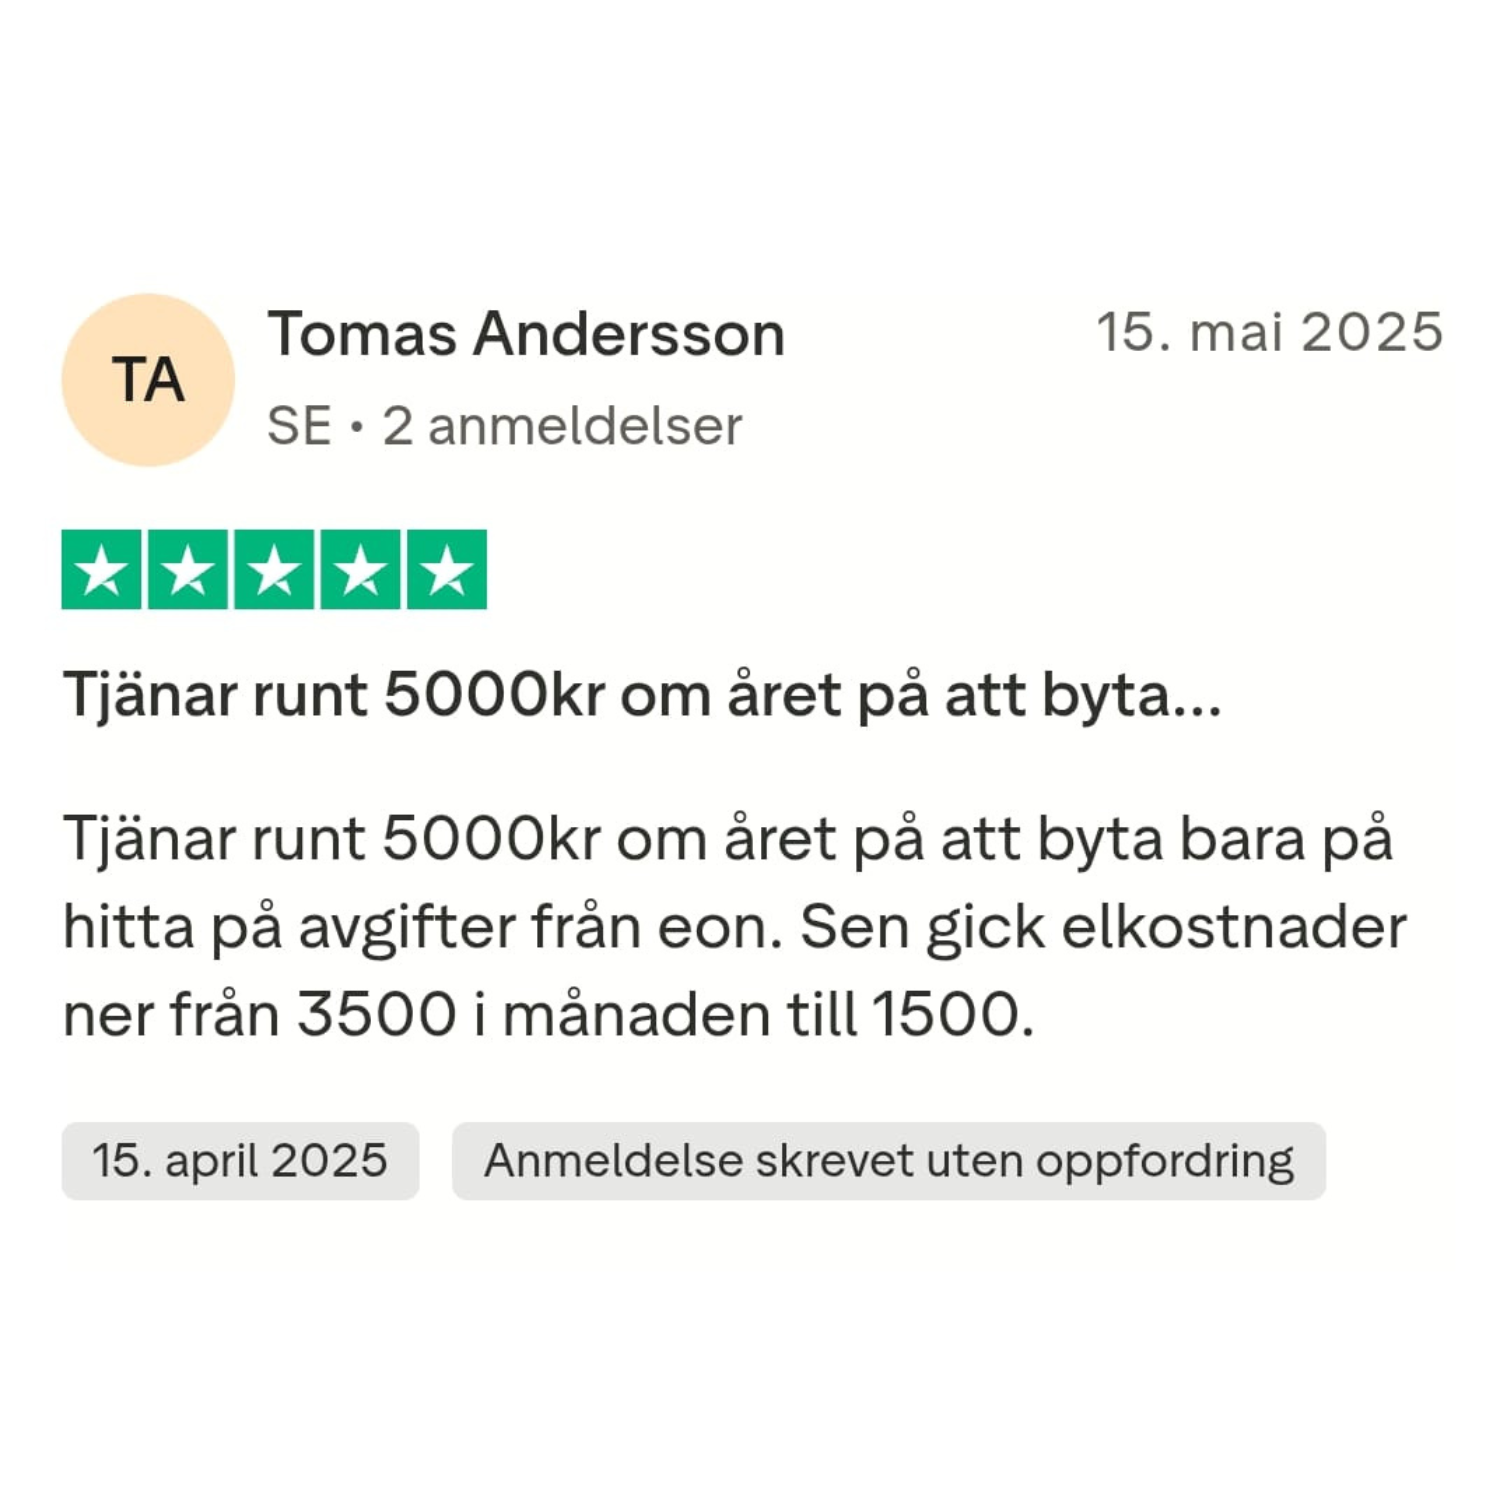 TA
Tomas Andersson
15. mai 2025
SE • 2 anmeldelser
Tjänar runt 5000kr om året på att byta...
Tjänar runt 5000kr om året på att byta bara på
hitta på avgifter från eon. Sen gick elkostnader
ner från 3500 i månaden till 1500.
15. april 2025
Anmeldelse skrevet uten oppfordring